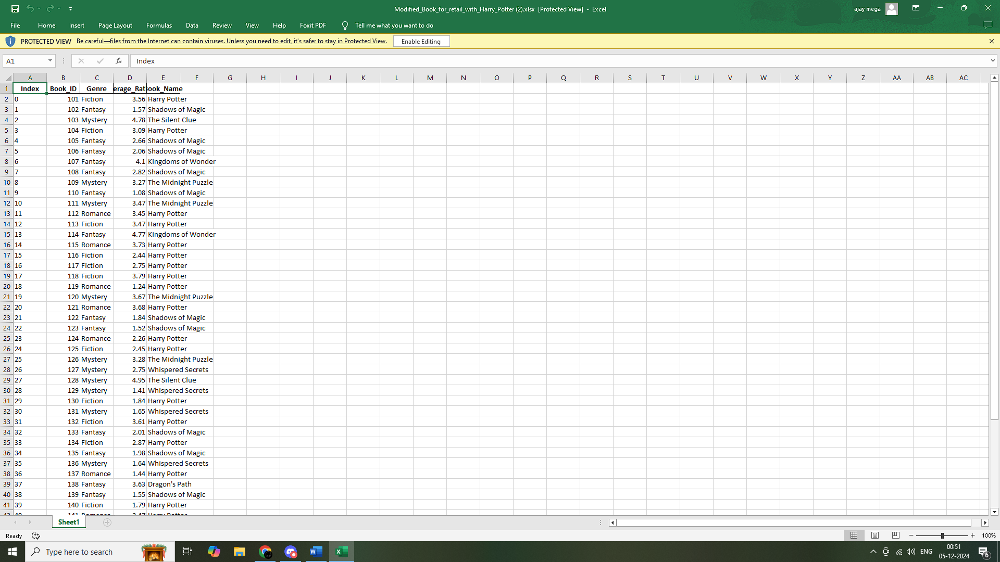 Modified_Book_for_retail_with_Harry_Potter (2).xlsx [Protected View] - Excel
ajay mega
File Home Insert Page Layout Formulas Data Review View Help Foxit PDF Tell me what you want to do
PROTECTED VIEW Be careful—files from the Internet can contain viruses. Unless you need to edit, it's safer to stay in Protected View. Enable Editing
A1 fx Index
A B C D E F G H I J K L M N O P Q R S T U V W X Y Z AA AB AC
1 Index Book_ID Genre erage_Rati ook_Name
2 0 101 Fiction 3.56 Harry Potter
3 1 102 Fantasy 1.57 Shadows of Magic
4 2 103 Mystery 4.78 The Silent Clue
5 3 104 Fiction 3.09 Harry Potter
6 4 105 Fantasy 2.66 Shadows of Magic
7 5 106 Fantasy 2.06 Shadows of Magic
8 6 107 Fantasy 4.1 Kingdoms of Wonder
9 7 108 Fantasy 2.82 Shadows of Magic
10 8 109 Mystery 3.27 The Midnight Puzzle
11 9 110 Fantasy 1.08 Shadows of Magic
12 10 111 Mystery 3.47 The Midnight Puzzle
13 11 112 Romance 3.45 Harry Potter
14 12 113 Fiction 3.47 Harry Potter
15 13 114 Fantasy 4.77 Kingdoms of Wonder
16 14 115 Romance 3.73 Harry Potter
17 15 116 Fiction 2.44 Harry Potter
18 16 117 Fiction 2.75 Harry Potter
19 17 118 Fiction 3.79 Harry Potter
20 18 119 Romance 1.24 Harry Potter
21 19 120 Mystery 3.67 The Midnight Puzzle
22 20 121 Romance 3.68 Harry Potter
23 21 122 Fantasy 1.84 Shadows of Magic
24 22 123 Fantasy 1.52 Shadows of Magic
25 23 124 Romance 2.26 Harry Potter
26 24 125 Fiction 2.45 Harry Potter
27 25 126 Mystery 3.28 The Midnight Puzzle
28 26 127 Mystery 2.75 Whispered Secrets
29 27 128 Mystery 4.95 The Silent Clue
30 28 129 Mystery 1.41 Whispered Secrets
31 29 130 Fiction 1.84 Harry Potter
32 30 131 Mystery 1.65 Whispered Secrets
33 31 132 Fiction 3.61 Harry Potter
34 32 133 Fantasy 2.01 Shadows of Magic
35 33 134 Fiction 2.87 Harry Potter
36 34 135 Fantasy 1.98 Shadows of Magic
37 35 136 Mystery 1.64 Whispered Secrets
38 36 137 Romance 1.44 Harry Potter
39 37 138 Fantasy 3.63 Dragon's Path
40 38 139 Fantasy 1.55 Shadows of Magic
41 39 140 Fiction 1.79 Harry Potter
42 40 141 Romance 2.47 Harry Potter
Sheet1
Ready 100%
Type here to search
ENG 00:51
05-12-2024
6